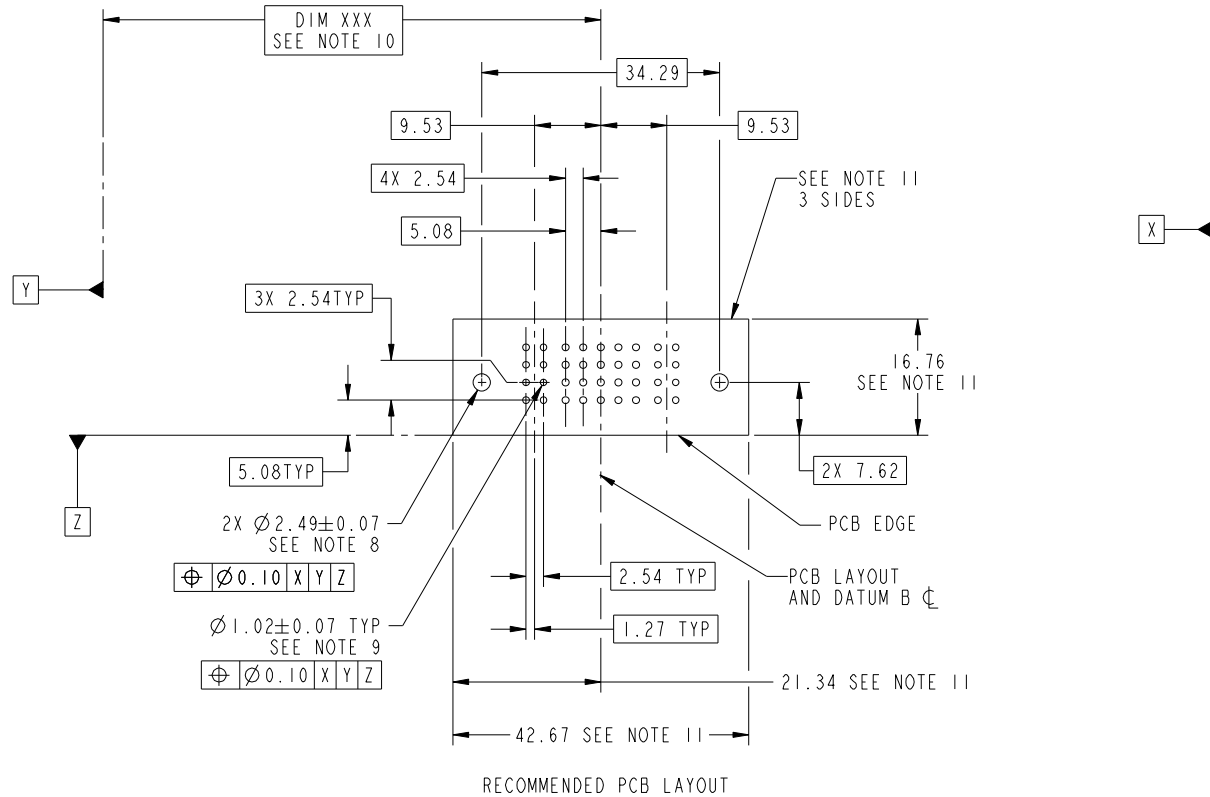 DIM XXX
SEE NOTE 10
34.29
9.53
9.53
4X 2.54
SEE NOTE 11
3 SIDES
5.08
X
Y
3X 2.54TYP
16.76
SEE NOTE 11
5.08TYP
2X 7.62
Z
2X Ø2.49±0.07
SEE NOTE 8
PCB EDGE
⌖ Ø0.10 X Y Z
2.54 TYP
PCB LAYOUT
AND DATUM B ℄
Ø1.02±0.07 TYP
SEE NOTE 9
1.27 TYP
⌖ Ø0.10 X Y Z
21.34 SEE NOTE 11
42.67 SEE NOTE 11
RECOMMENDED PCB LAYOUT